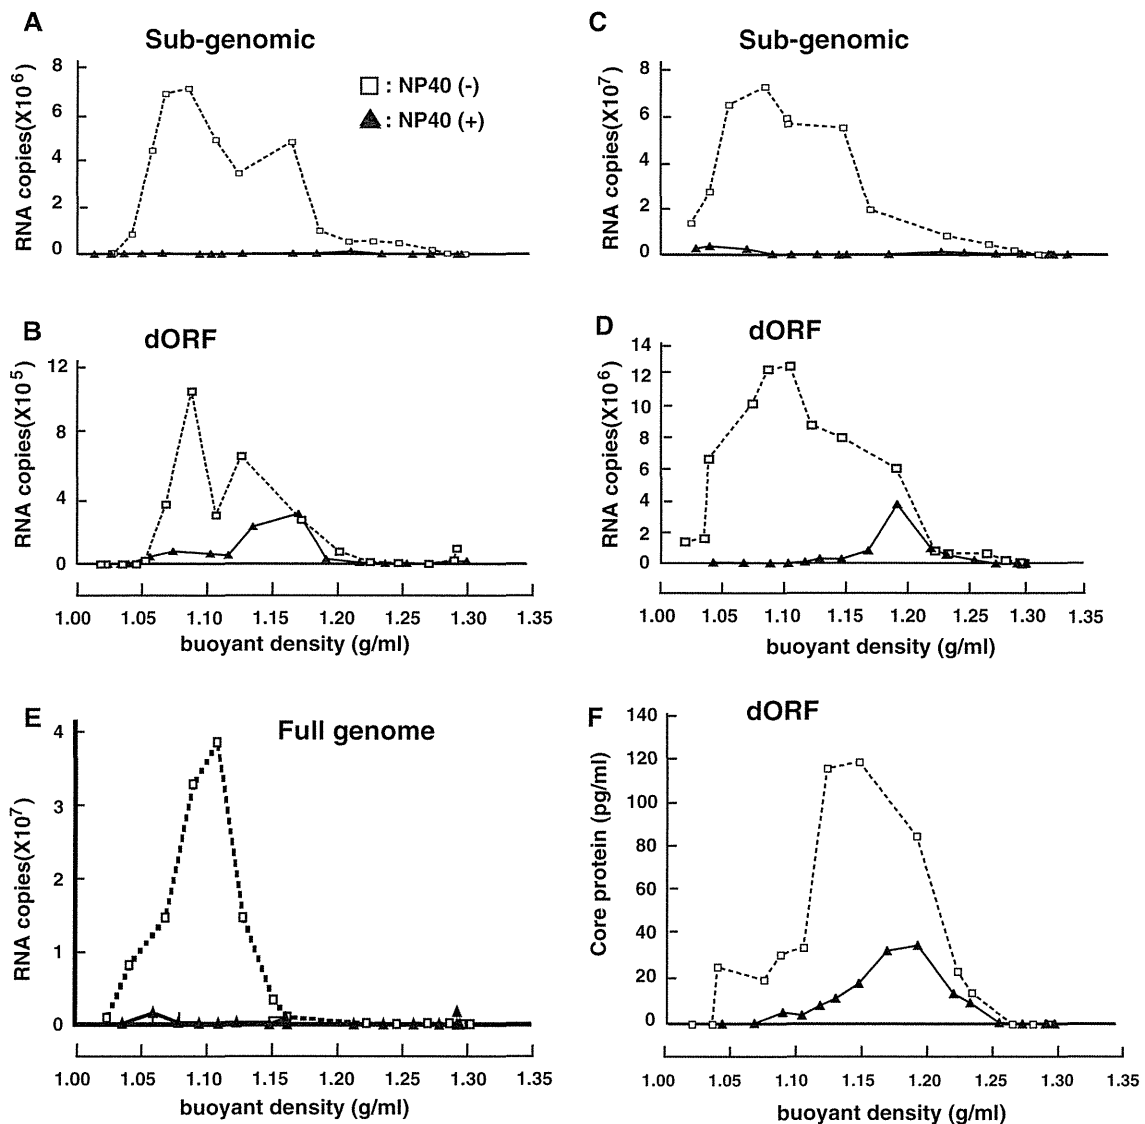 A
Sub-genomic
RNA copies(X10⁶)
8
6
4
2
0
□ : NP40 (-)
▲ : NP40 (+)
C
Sub-genomic
RNA copies(X10⁷)
8
6
4
2
0
B
dORF
RNA copies(X10⁵)
12
8
4
0
1.00 1.05 1.10 1.15 1.20 1.25 1.30 1.35
buoyant density (g/ml)
D
dORF
RNA copies(X10⁶)
14
12
10
8
6
4
2
0
1.00 1.05 1.10 1.15 1.20 1.25 1.30 1.35
buoyant density (g/ml)
E
Full genome
RNA copies(X10⁷)
4
3
2
1
0
1.00 1.05 1.10 1.15 1.20 1.25 1.30 1.35
buoyant density (g/ml)
F
dORF
Core protein (pg/ml)
140
120
100
80
60
40
20
0
1.00 1.05 1.10 1.15 1.20 1.25 1.30 1.35
buoyant density (g/ml)